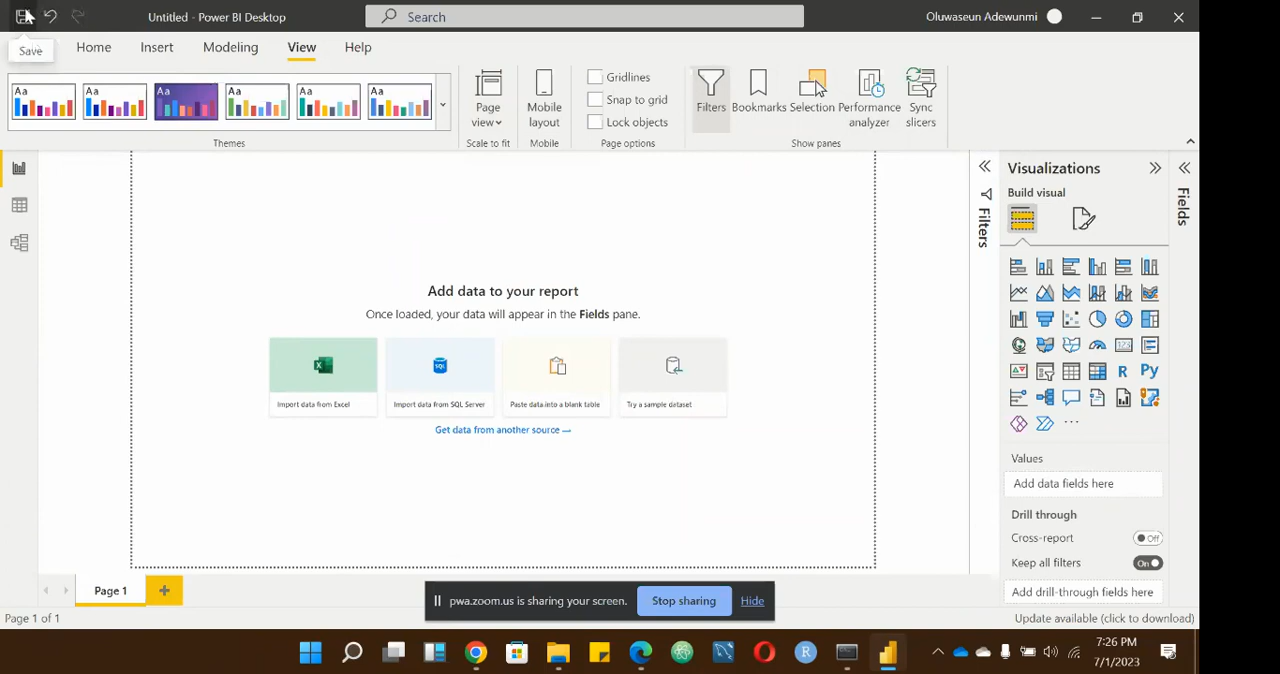 Untitled - Power BI Desktop
Search
Oluwaseun Adewunmi
Save
Home
Insert
Modeling
View
Help
Aa
Aa
Aa
Aa
Aa
Aa
Themes
Page
view
Scale to fit
Mobile
layout
Mobile
Gridlines
Snap to grid
Lock objects
Page options
Filters
Bookmarks
Selection
Performance
analyzer
Sync
slicers
Show panes
Filters
Visualizations
Build visual
Fields
Add data to your report
Once loaded, your data will appear in the Fields pane.
SQL
Import data from Excel
Import data from SQL Server
Paste data into a blank table
Try a sample dataset
Get data from another source
123
R
Py
Values
Add data fields here
Drill through
Cross-report
Off
Keep all filters
On
Add drill-through fields here
Page 1
Page 1 of 1
pwa.zoom.us is sharing your screen.
Stop sharing
Hide
Update available (click to download)
R
7:26 PM
7/1/2023